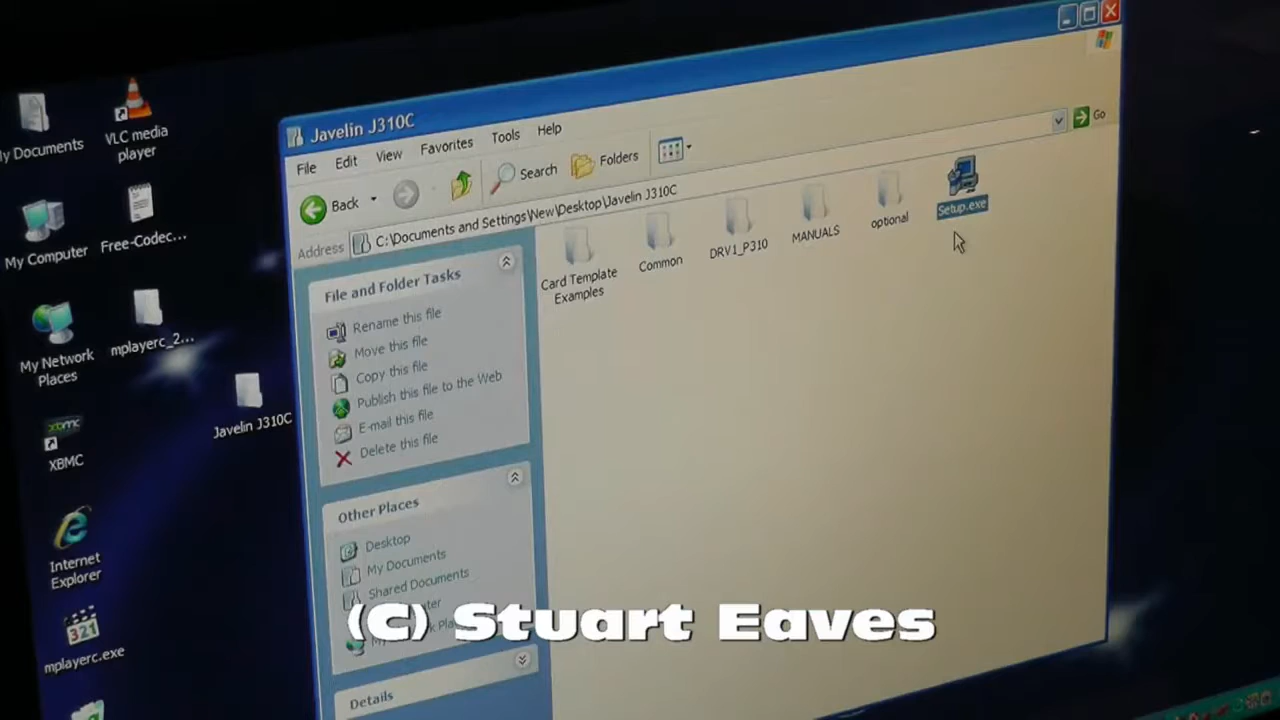 My Documents
VLC media
player
My Computer
Free-Codec...
My Network
Places
mplayerc_2...
Javelin J310C
XBMC
Internet
Explorer
321
mplayerc.exe
Javelin J310C
File Edit View Favorites Tools Help
Back Search Folders
Address C:\Documents and Settings\New\Desktop\Javelin J310C Go
File and Folder Tasks
Rename this file
Move this file
Copy this file
Publish this file to the Web
E-mail this file
Delete this file
Other Places
Desktop
My Documents
Shared Documents
Details
Card Template
Examples
Common
DRV1_P310
MANUALS
optional
Setup.exe
(C) Stuart Eaves